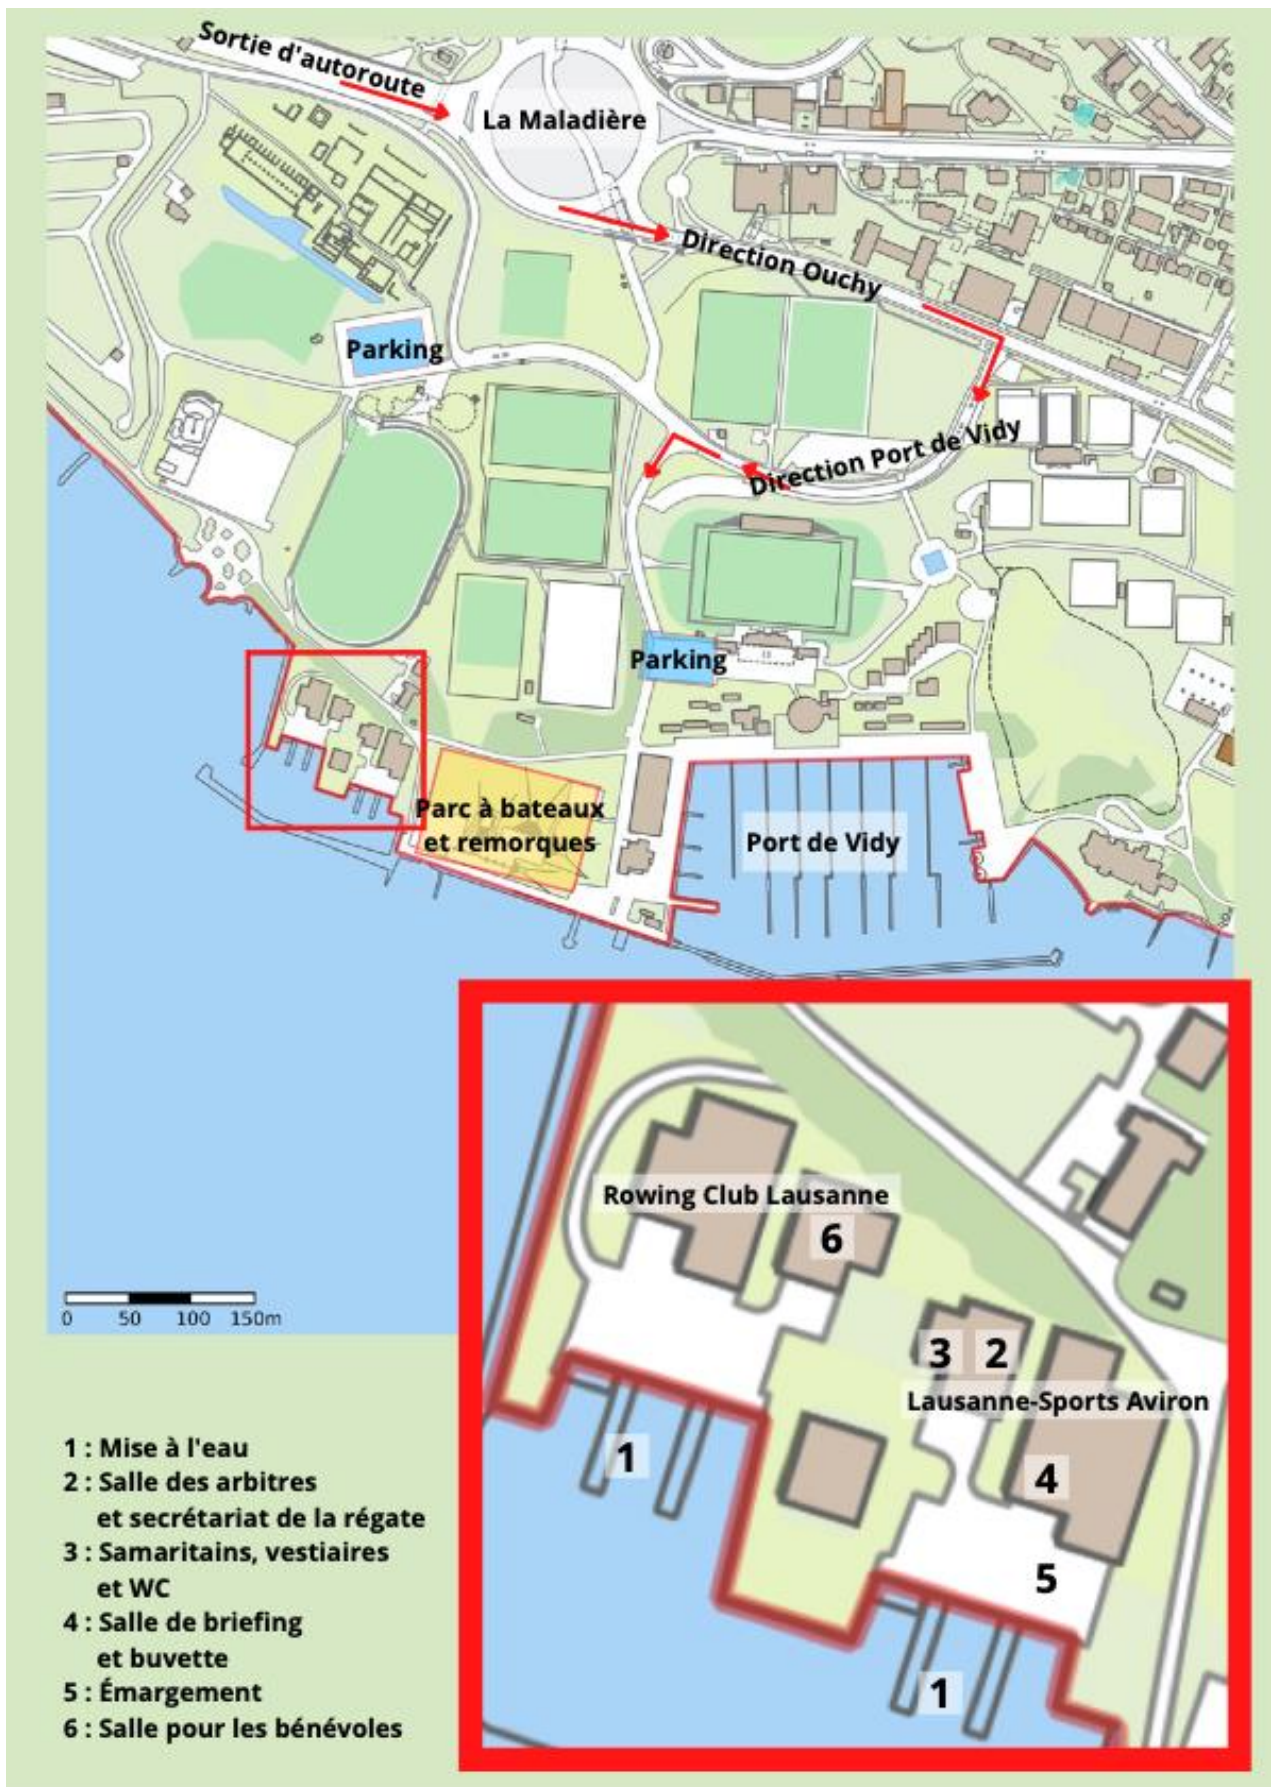 Sortie d'autoroute
La Maladière
Direction Ouchy
Parking
Direction Port de Vidy
Parking
Parc à bateaux
et remorques
Port de Vidy
Rowing Club Lausanne
6
3 2
Lausanne-Sports Aviron
1
4
5
1
0 50 100 150m
1 : Mise à l'eau
2 : Salle des arbitres
et secrétariat de la régate
3 : Samaritains, vestiaires
et WC
4 : Salle de briefing
et buvette
5 : Émargement
6 : Salle pour les bénévoles